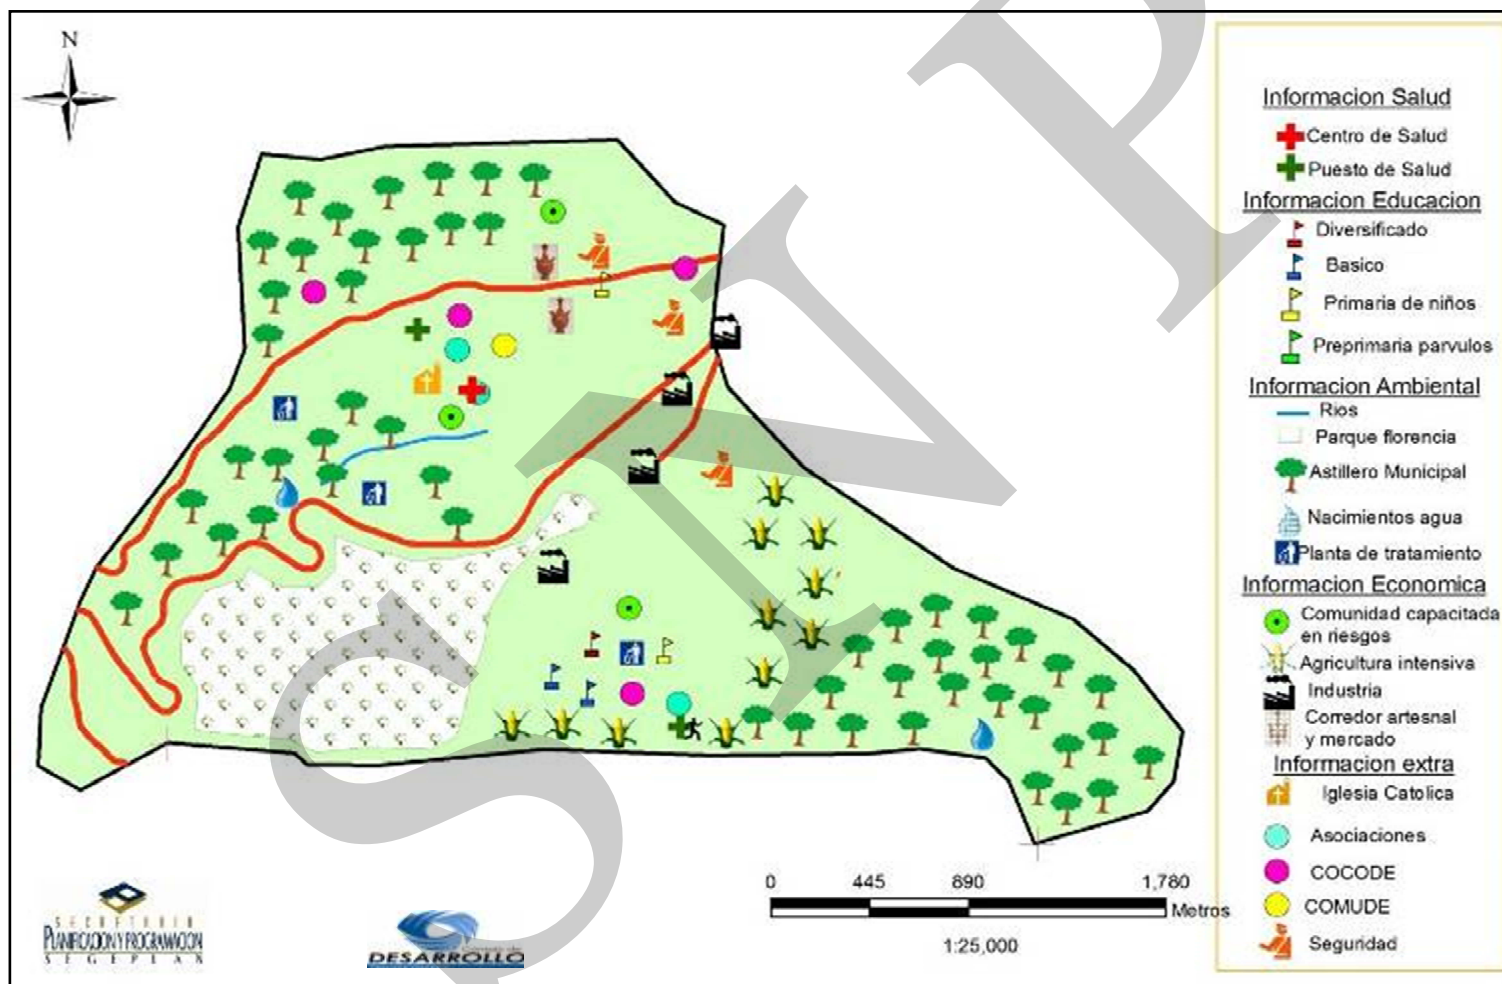 N
Informacion Salud
Centro de Salud
Puesto de Salud
Informacion Educacion
Diversificado
Basico
Primaria de niños
Preprimaria parvulos
Informacion Ambiental
Rios
Parque florencia
Astillero Municipal
Nacimientos agua
Planta de tratamiento
Informacion Economica
Comunidad capacitada
en riesgos
Agricultura intensiva
Industria
Corredor artesnal
y mercado
Informacion extra
Iglesia Catolica
Asociaciones
COCODE
COMUDE
Seguridad
0 445 890 1,780
Metros
1:25,000
SECRETARIA
PLANIFICACION Y PROGRAMACION
SEGEPLAN
DESARROLLO